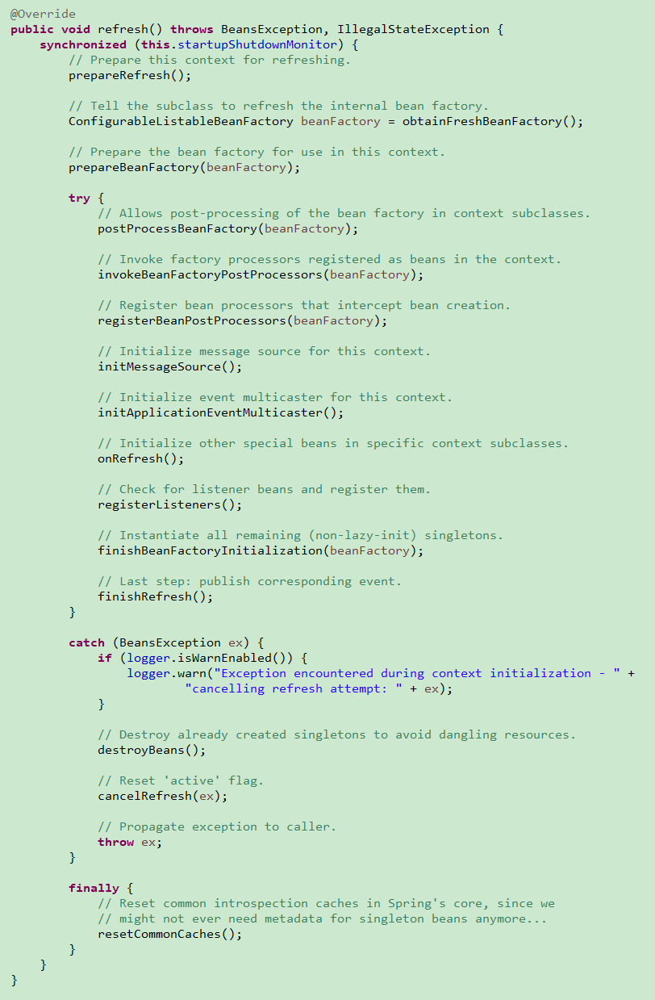 @Override
public void refresh() throws BeansException, IllegalStateException {
    synchronized (this.startupShutdownMonitor) {
        // Prepare this context for refreshing.
        prepareRefresh();

        // Tell the subclass to refresh the internal bean factory.
        ConfigurableListableBeanFactory beanFactory = obtainFreshBeanFactory();

        // Prepare the bean factory for use in this context.
        prepareBeanFactory(beanFactory);

        try {
            // Allows post-processing of the bean factory in context subclasses.
            postProcessBeanFactory(beanFactory);

            // Invoke factory processors registered as beans in the context.
            invokeBeanFactoryPostProcessors(beanFactory);

            // Register bean processors that intercept bean creation.
            registerBeanPostProcessors(beanFactory);

            // Initialize message source for this context.
            initMessageSource();

            // Initialize event multicaster for this context.
            initApplicationEventMulticaster();

            // Initialize other special beans in specific context subclasses.
            onRefresh();

            // Check for listener beans and register them.
            registerListeners();

            // Instantiate all remaining (non-lazy-init) singletons.
            finishBeanFactoryInitialization(beanFactory);

            // Last step: publish corresponding event.
            finishRefresh();
        }

        catch (BeansException ex) {
            if (logger.isWarnEnabled()) {
                logger.warn("Exception encountered during context initialization - " +
                        "cancelling refresh attempt: " + ex);
            }

            // Destroy already created singletons to avoid dangling resources.
            destroyBeans();

            // Reset 'active' flag.
            cancelRefresh(ex);

            // Propagate exception to caller.
            throw ex;
        }

        finally {
            // Reset common introspection caches in Spring's core, since we
            // might not ever need metadata for singleton beans anymore...
            resetCommonCaches();
        }
    }
}